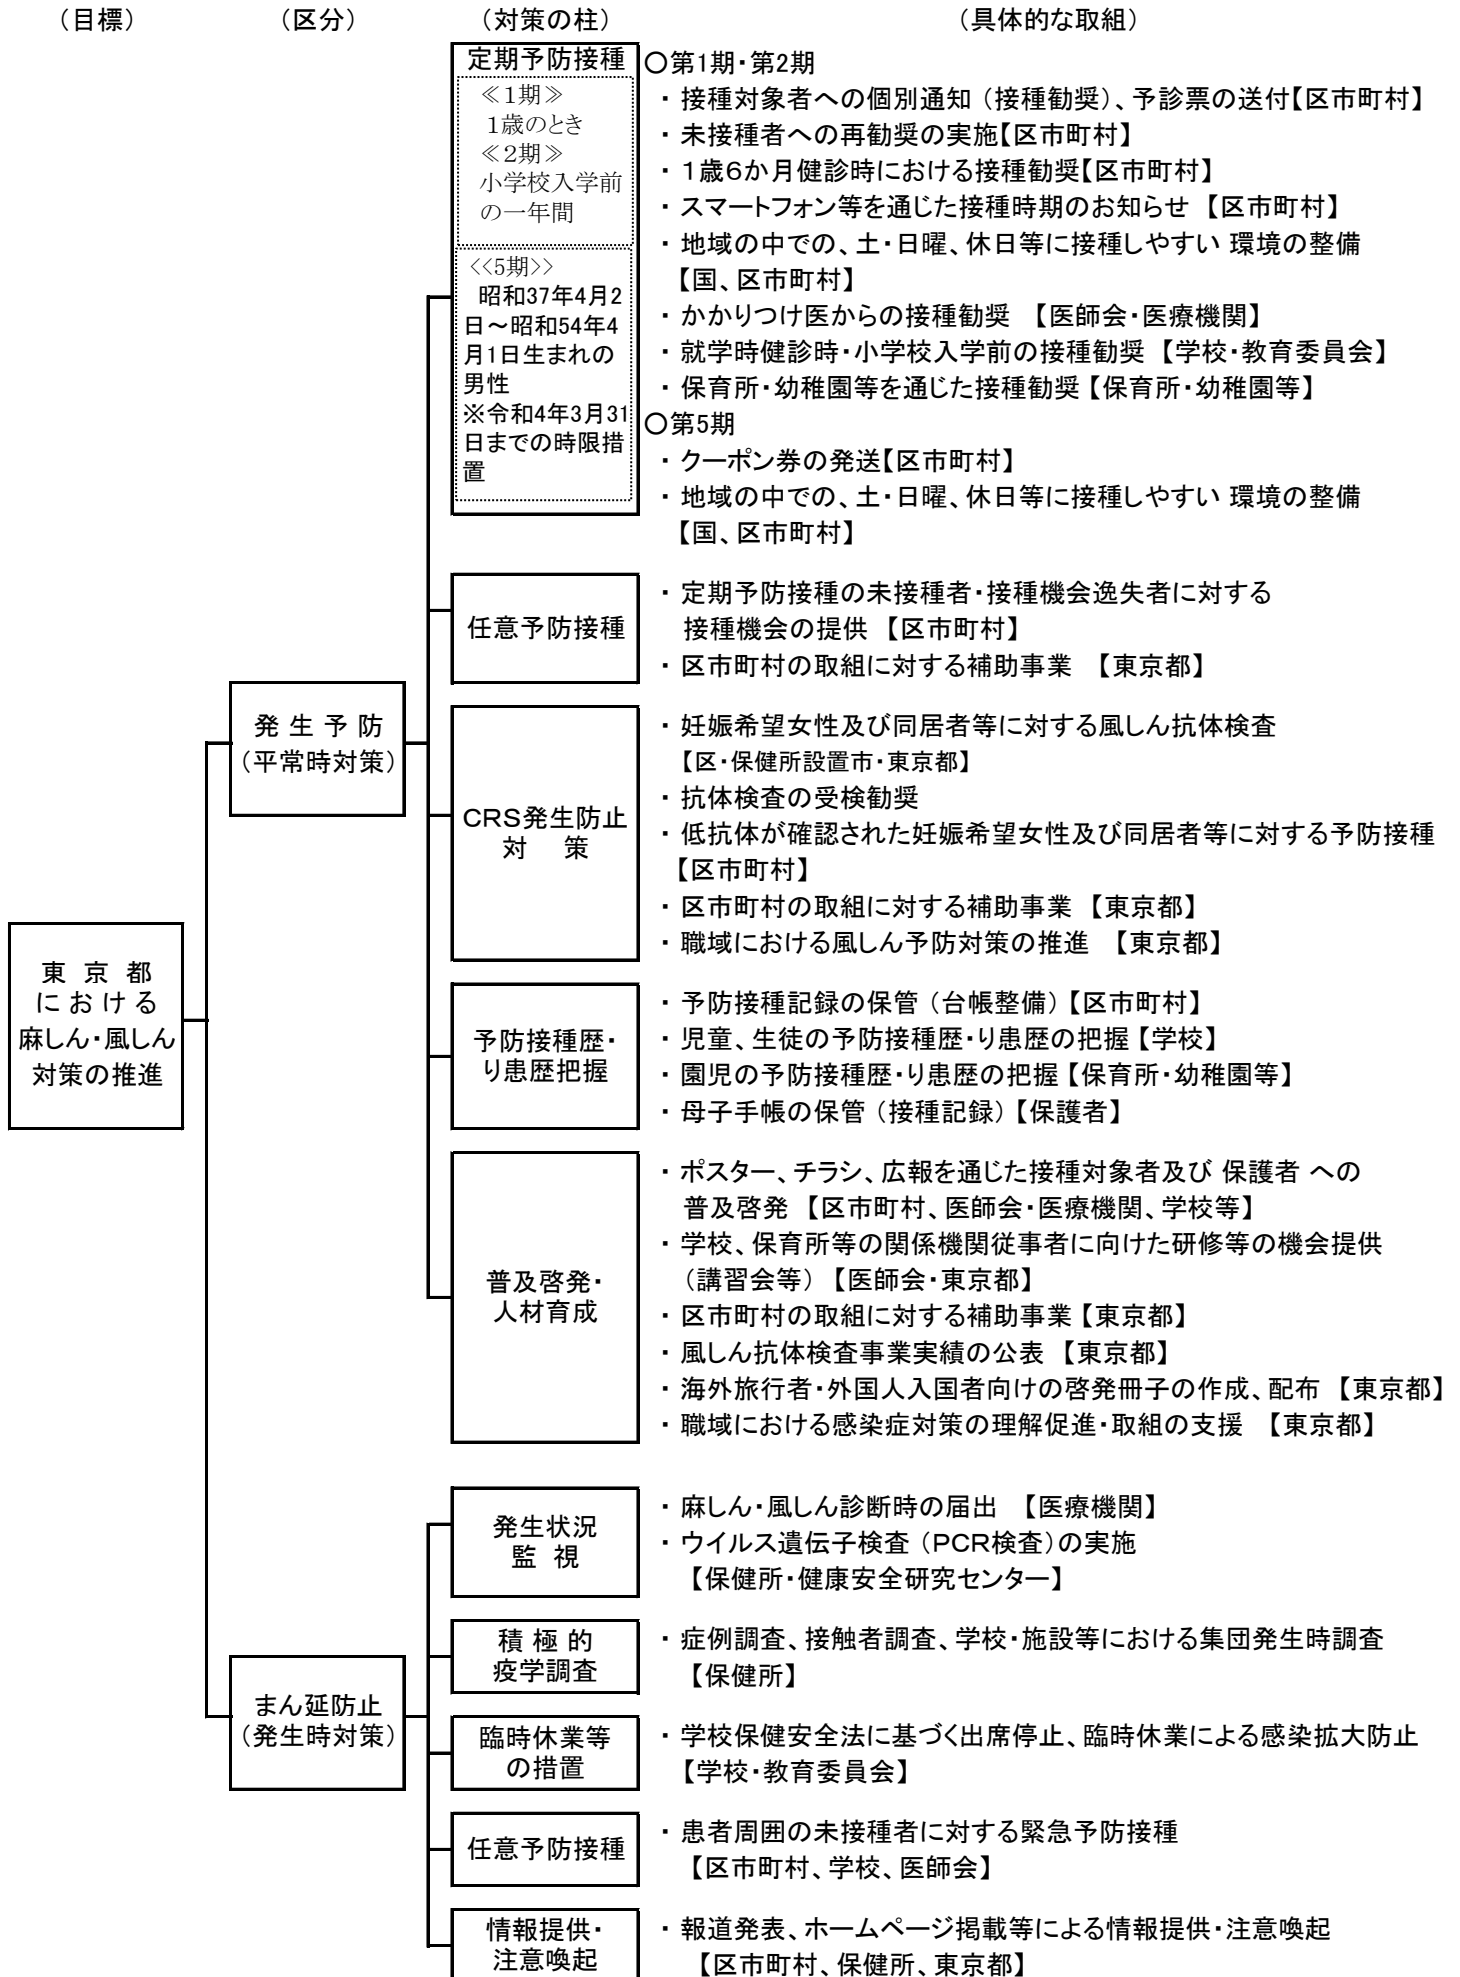 （目標）
（区分）
（対策の柱）
（具体的な取組）
定期予防接種
≪１期≫
１歳のとき
≪２期≫
小学校入学前
の一年間
<<5期>>
昭和37年4月2
日～昭和54年4
月1日生まれの
男性
※令和4年3月31
日までの時限措
置
○第1期・第2期
・ 接種対象者への個別通知（接種勧奨）、予診票の送付【区市町村】
・ 未接種者への再勧奨の実施【区市町村】
・ １歳６か月健診時における接種勧奨【区市町村】
・ スマートフォン等を通じた接種時期のお知らせ 【区市町村】
・ 地域の中での、土・日曜、休日等に接種しやすい 環境の整備
【国、区市町村】
・ かかりつけ医からの接種勧奨 【医師会・医療機関】
・ 就学時健診時・小学校入学前の接種勧奨 【学校・教育委員会】
・ 保育所・幼稚園等を通じた接種勧奨【保育所・幼稚園等】
○第5期
・ クーポン券の発送【区市町村】
・ 地域の中での、土・日曜、休日等に接種しやすい 環境の整備
【国、区市町村】
任意予防接種
・ 定期予防接種の未接種者・接種機会逸失者に対する
接種機会の提供 【区市町村】
・ 区市町村の取組に対する補助事業 【東京都】
発 生 予 防
（平常時対策）
CRS発生防止
対 策
・ 妊娠希望女性及び同居者等に対する風しん抗体検査
【区・保健所設置市・東京都】
・ 抗体検査の受検勧奨
・ 低抗体が確認された妊娠希望女性及び同居者等に対する予防接種
【区市町村】
・ 区市町村の取組に対する補助事業 【東京都】
・ 職域における風しん予防対策の推進 【東京都】
東 京 都
に お け る
麻しん・風しん
対策の推進
予防接種歴・
り患歴把握
・ 予防接種記録の保管（台帳整備）【区市町村】
・ 児童、生徒の予防接種歴・り患歴の把握【学校】
・ 園児の予防接種歴・り患歴の把握【保育所・幼稚園等】
・ 母子手帳の保管（接種記録）【保護者】
普及啓発・
人材育成
・ ポスター、チラシ、広報を通じた接種対象者及び 保護者 への
普及啓発 【区市町村、医師会・医療機関、学校等】
・ 学校、保育所等の関係機関従事者に向けた研修等の機会提供
（講習会等） 【医師会・東京都】
・ 区市町村の取組に対する補助事業【東京都】
・ 風しん抗体検査事業実績の公表 【東京都】
・ 海外旅行者・外国人入国者向けの啓発冊子の作成、配布 【東京都】
・ 職域における感染症対策の理解促進・取組の支援 【東京都】
発生状況
監 視
・ 麻しん・風しん診断時の届出 【医療機関】
・ ウイルス遺伝子検査（PCR検査）の実施
【保健所・健康安全研究センター】
積 極 的
疫学調査
・ 症例調査、接触者調査、学校・施設等における集団発生時調査
【保健所】
まん延防止
（発生時対策）
臨時休業等
の措置
・ 学校保健安全法に基づく出席停止、臨時休業による感染拡大防止
【学校・教育委員会】
任意予防接種
・ 患者周囲の未接種者に対する緊急予防接種
【区市町村、学校、医師会】
情報提供・
注意喚起
・ 報道発表、ホームページ掲載等による情報提供・注意喚起
【区市町村、保健所、東京都】